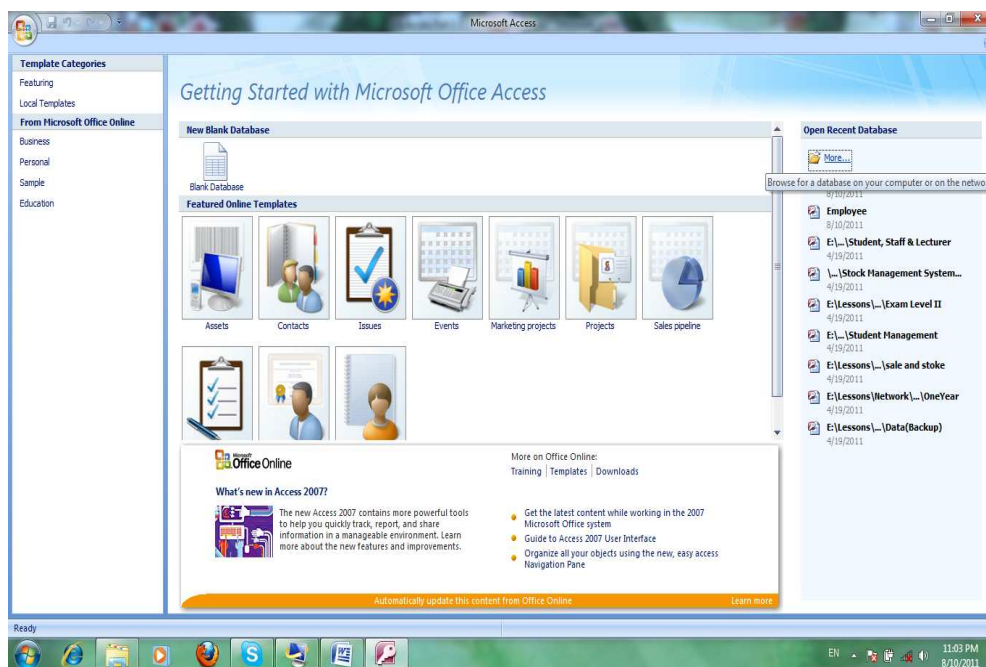 Microsoft Access
Template Categories
Featuring
Local Templates
From Microsoft Office Online
Business
Personal
Sample
Education
Getting Started with Microsoft Office Access
New Blank Database
Blank Database
Featured Online Templates
Assets
Contacts
Issues
Events
Marketing projects
Projects
Sales pipeline
Microsoft
Office Online
What's new in Access 2007?
The new Access 2007 contains more powerful tools
to help you quickly track, report, and share
information in a manageable environment. Learn
more about the new features and improvements.
More on Office Online:
Training | Templates | Downloads
Get the latest content while working in the 2007
Microsoft Office system
Guide to Access 2007 User Interface
Organize all your objects using the new, easy access
Navigation Pane
Automatically update this content from Office Online
Learn more
Open Recent Database
More...
Browse for a database on your computer or on the netwo
8/10/2011
Employee
8/10/2011
E:\...\Student, Staff & Lecturer
4/19/2011
\...\Stock Management System...
4/19/2011
E:\Lessons\...\Exam Level II
4/19/2011
E:\...\Student Management
4/19/2011
E:\Lessons\...\sale and stoke
4/19/2011
E:\Lessons\Network\...\OneYear
4/19/2011
E:\Lessons\...\Data(Backup)
4/19/2011
Ready
EN
11:03 PM
8/10/2011